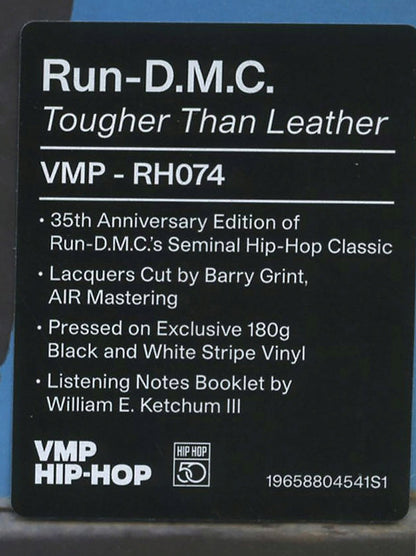 Run-D.M.C.
Tougher Than Leather
VMP - RH074
• 35th Anniversary Edition of
Run-D.M.C.'s Seminal Hip-Hop Classic
• Lacquers Cut by Barry Grint,
AIR Mastering
• Pressed on Exclusive 180g
Black and White Stripe Vinyl
• Listening Notes Booklet by
William E. Ketchum III
VMP
HIP-HOP
HIP HOP
50
19658804541S1